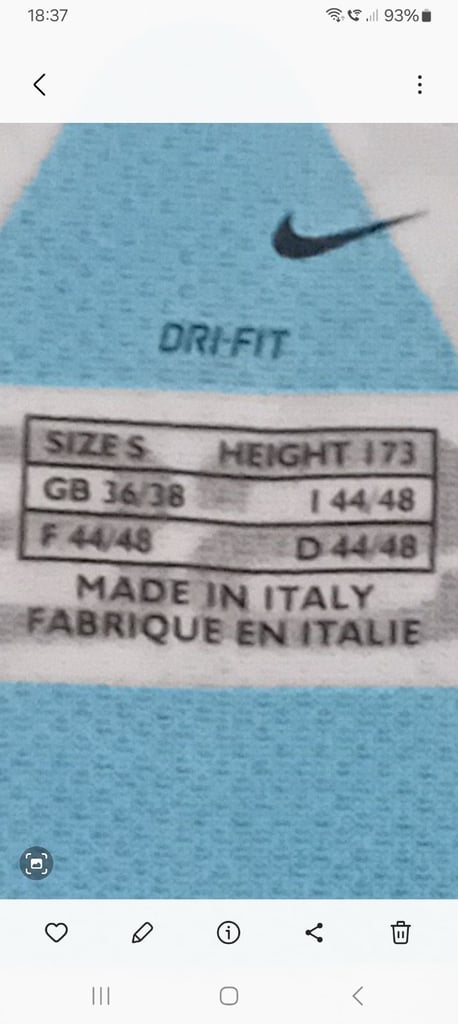 18:37 93%
DRI-FIT
SIZE S HEIGHT 173
GB 36/38 I 44/48
F 44/48 D 44/48
MADE IN ITALY
FABRIQUE EN ITALIE